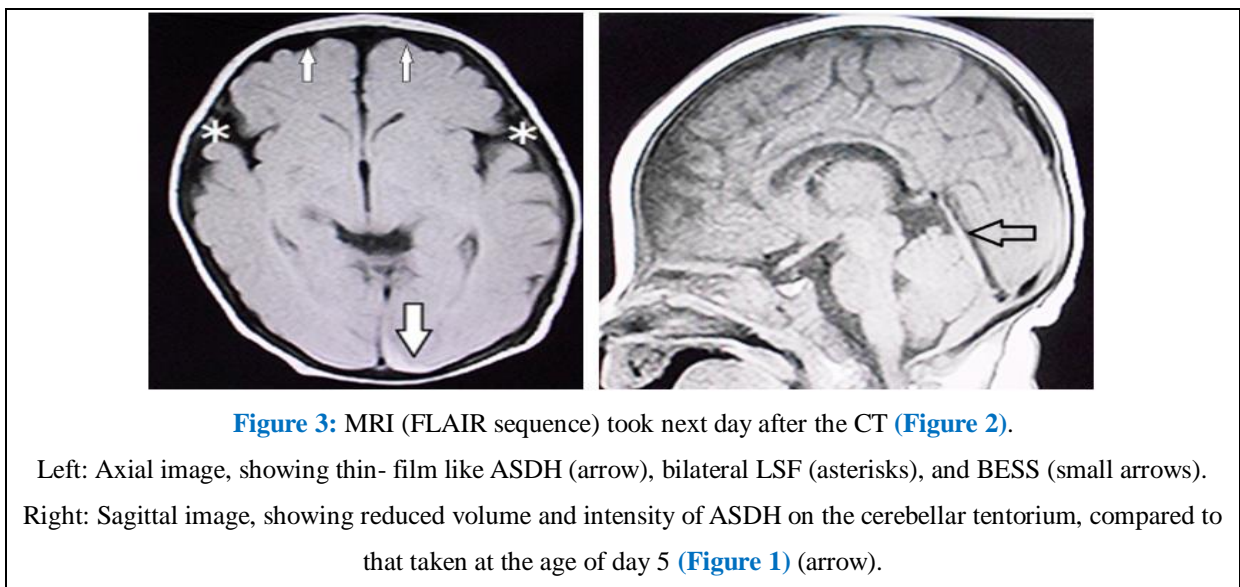 Figure 3: MRI (FLAIR sequence) took next day after the CT (Figure 2).
Left: Axial image, showing thin- film like ASDH (arrow), bilateral LSF (asterisks), and BESS (small arrows).
Right: Sagittal image, showing reduced volume and intensity of ASDH on the cerebellar tentorium, compared to
that taken at the age of day 5 (Figure 1) (arrow).